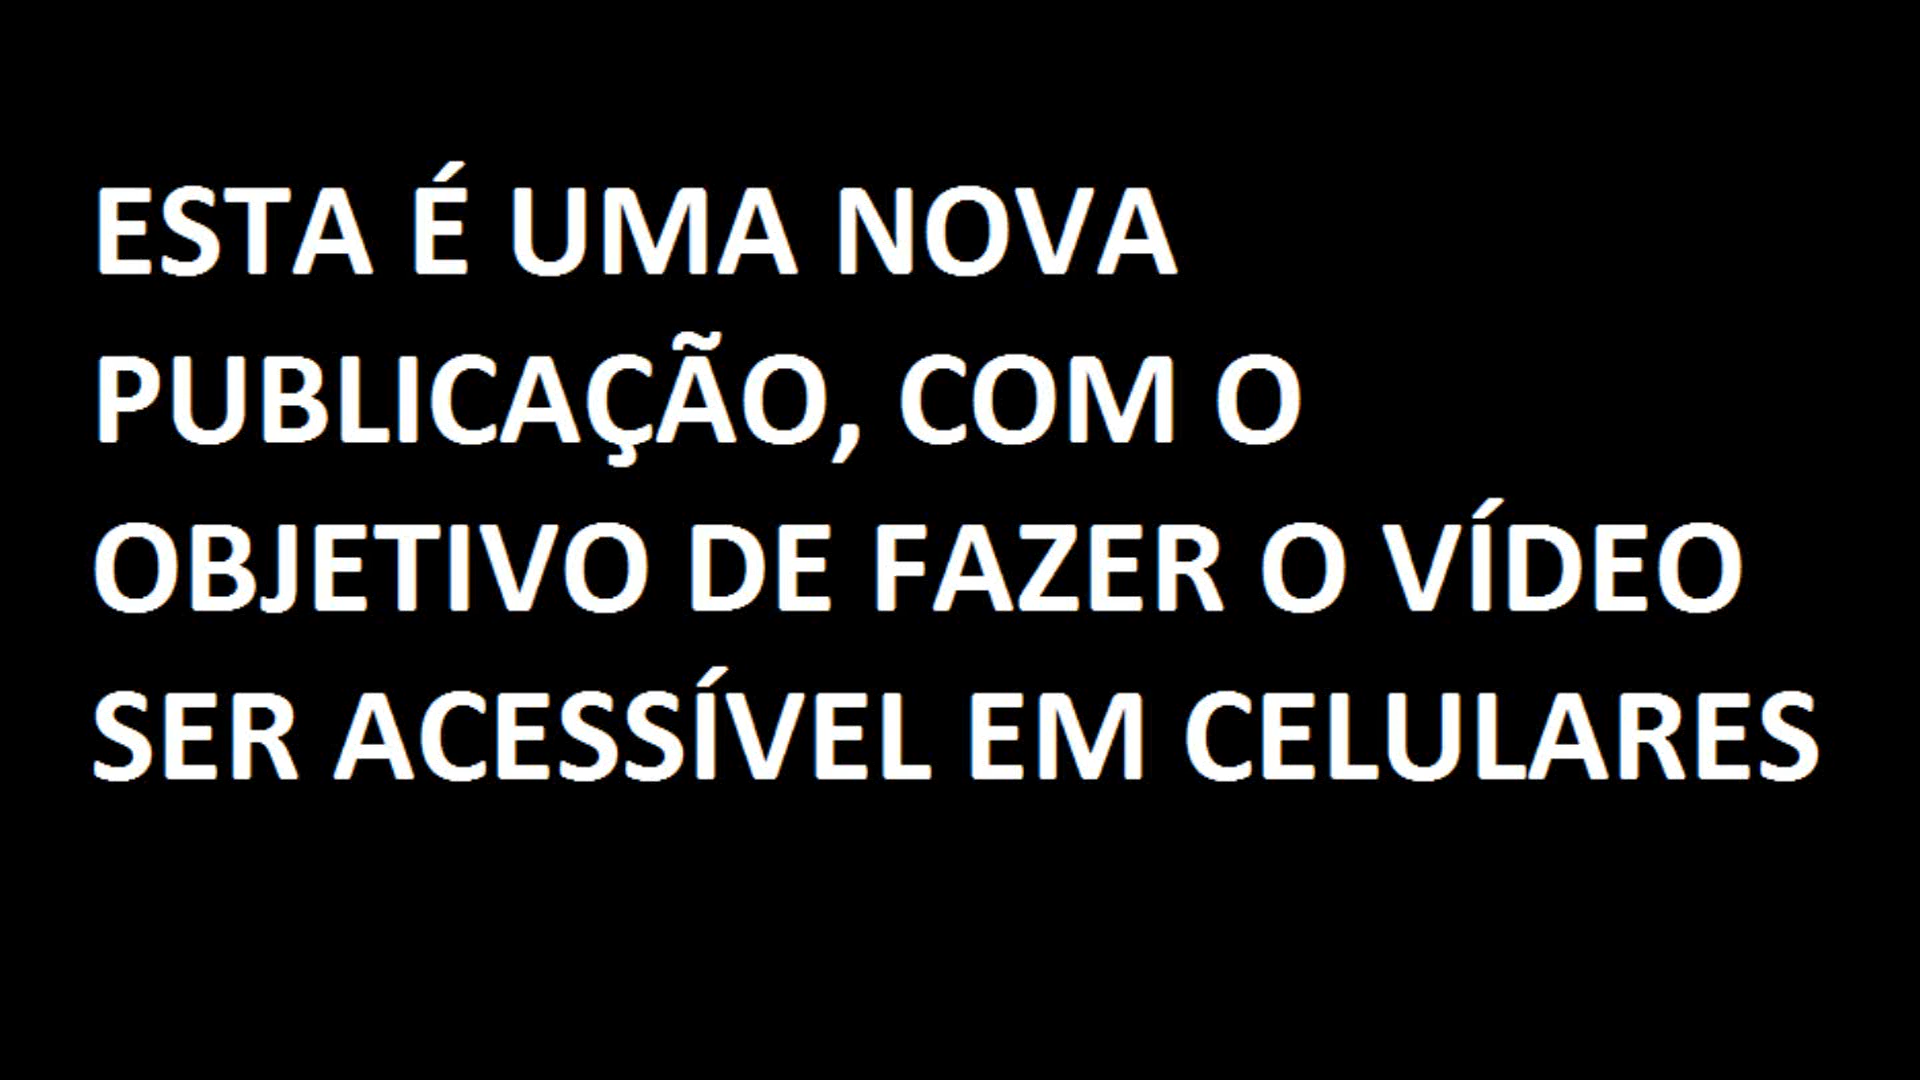 ESTA É UMA NOVA
PUBLICAÇÃO, COM O
OBJETIVO DE FAZER O VÍDEO
SER ACESSÍVEL EM CELULARES